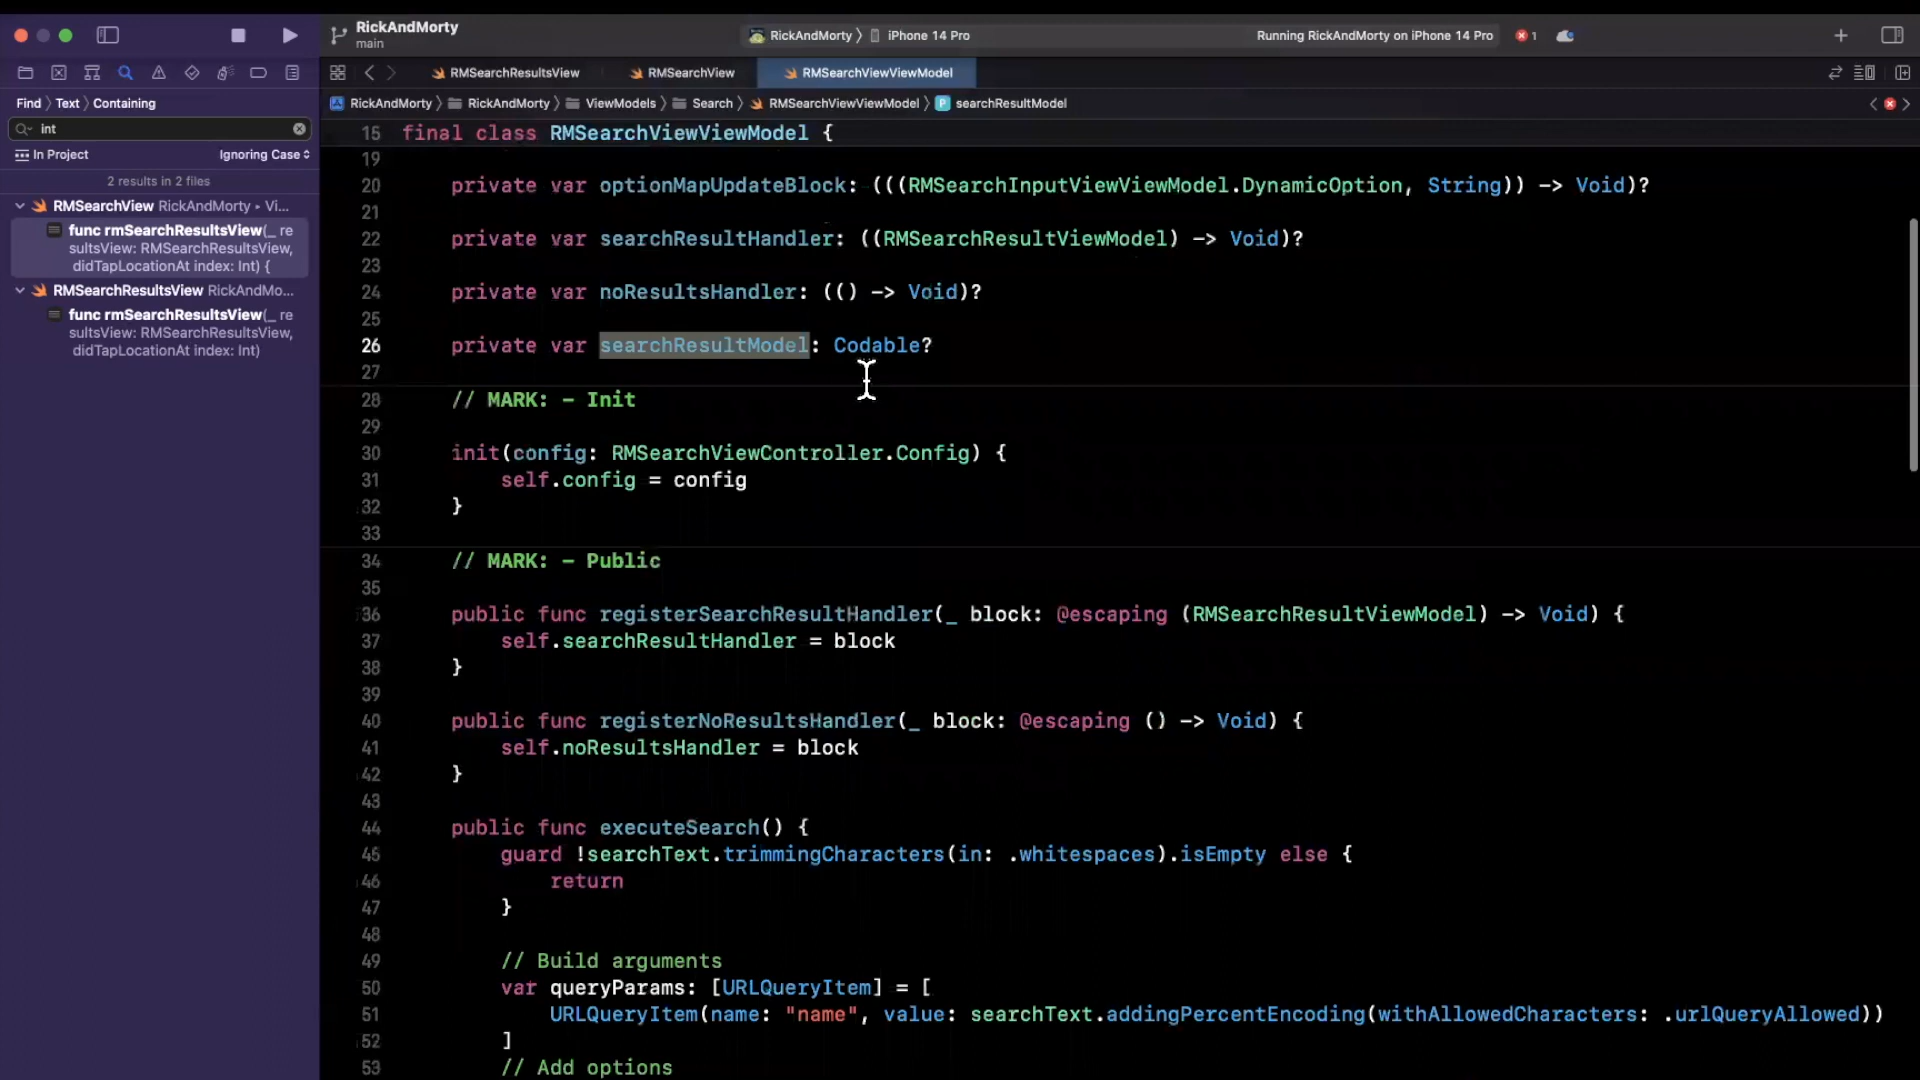 RickAndMorty
main
RickAndMorty 〉 iPhone 14 Pro
Running RickAndMorty on iPhone 14 Pro
1
RMSearchResultsView
RMSearchView
RMSearchViewViewModel
Find 〉 Text 〉 Containing
RickAndMorty 〉 RickAndMorty 〉 ViewModels 〉 Search 〉 RMSearchViewViewModel 〉 P searchResultModel
int
In Project
Ignoring Case
2 results in 2 files
RMSearchView RickAndMorty ▸ Vi...
func rmSearchResultsView(_ re
sultsView: RMSearchResultsView,
didTapLocationAt index: Int) {
RMSearchResultsView RickAndMo...
func rmSearchResultsView(_ re
sultsView: RMSearchResultsView,
didTapLocationAt index: Int)
15 final class RMSearchViewViewModel {
19
20 private var optionMapUpdateBlock: (((RMSearchInputViewViewModel.DynamicOption, String)) -> Void)?
21
22 private var searchResultHandler: ((RMSearchResultViewModel) -> Void)?
23
24 private var noResultsHandler: (() -> Void)?
25
26 private var searchResultModel: Codable?
27
28 // MARK: - Init
29
30 init(config: RMSearchViewController.Config) {
31 self.config = config
32 }
33
34 // MARK: - Public
35
36 public func registerSearchResultHandler(_ block: @escaping (RMSearchResultViewModel) -> Void) {
37 self.searchResultHandler = block
38 }
39
40 public func registerNoResultsHandler(_ block: @escaping () -> Void) {
41 self.noResultsHandler = block
42 }
43
44 public func executeSearch() {
45 guard !searchText.trimmingCharacters(in: .whitespaces).isEmpty else {
46 return
47 }
48
49 // Build arguments
50 var queryParams: [URLQueryItem] = [
51 URLQueryItem(name: "name", value: searchText.addingPercentEncoding(withAllowedCharacters: .urlQueryAllowed))
52 ]
53 // Add options